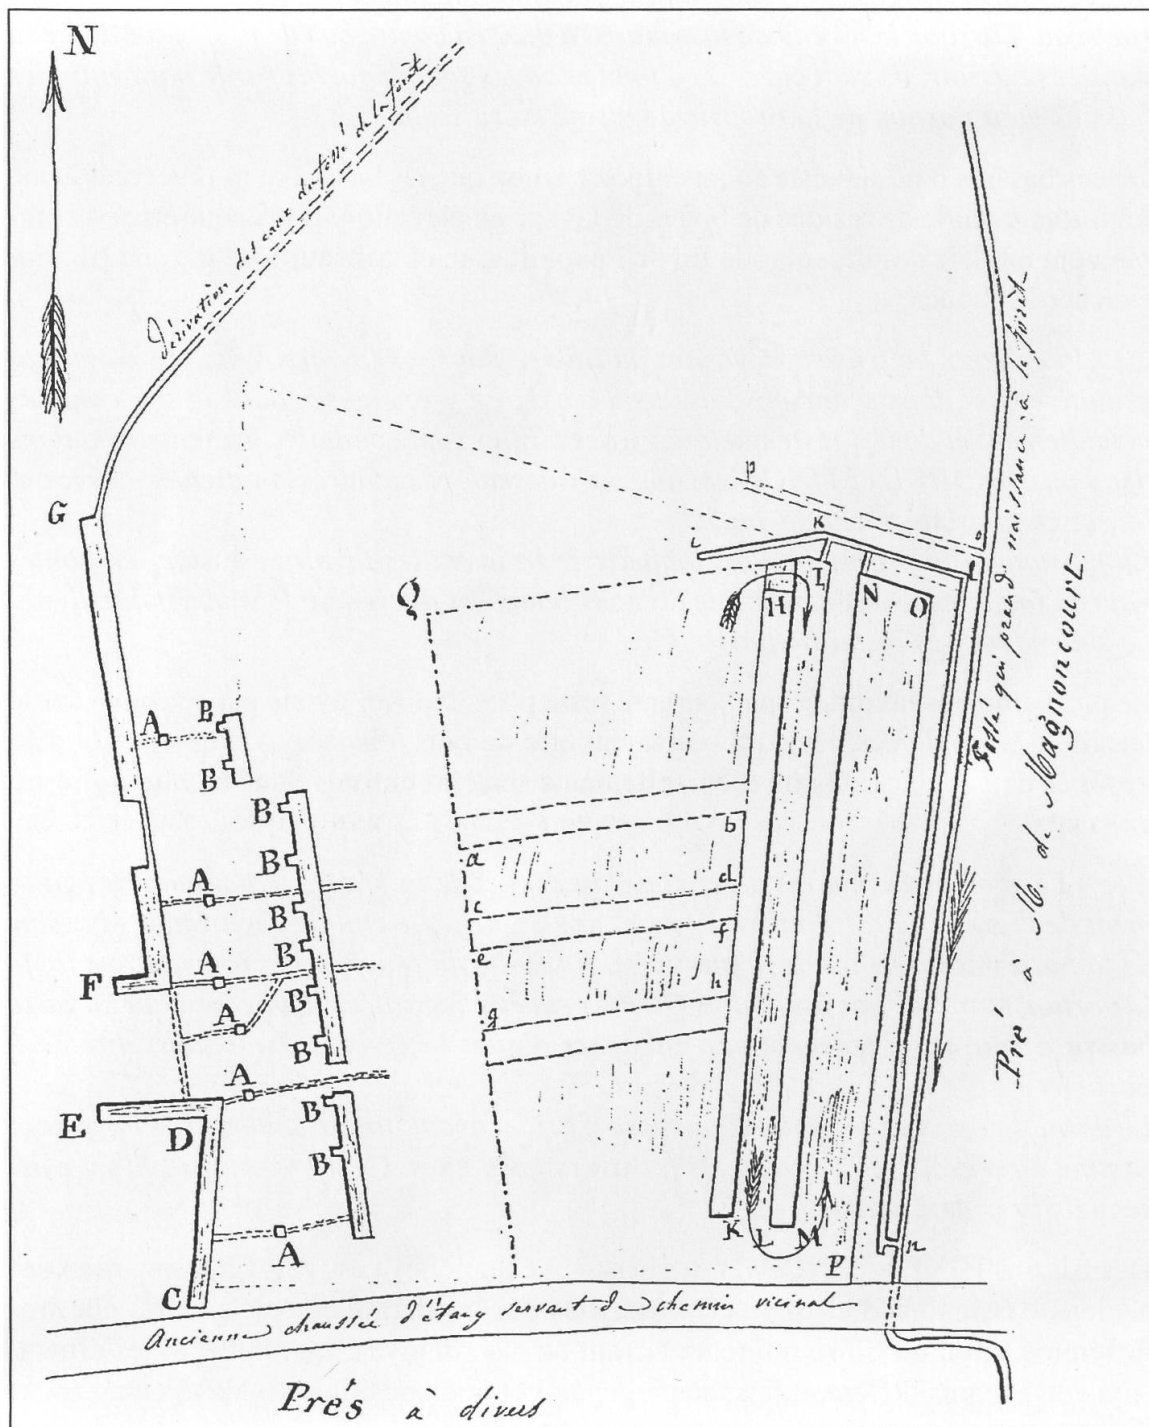 N
Dérivation des eaux du fossé de la forêt
G
p
K
i
o
l
Fossé qui prend naissance à la forêt
Pré à M. de Magnoncourt
Q
H
I
N
O
A
B
B
B
a
b
B
A
c
d
B
e
f
B
A
F
B
h
A
g
B
A
E
D
B
B
K
L
M
A
P
n
C
Ancienne chaussée d'étang servant de chemin vicinal
Prés à divers